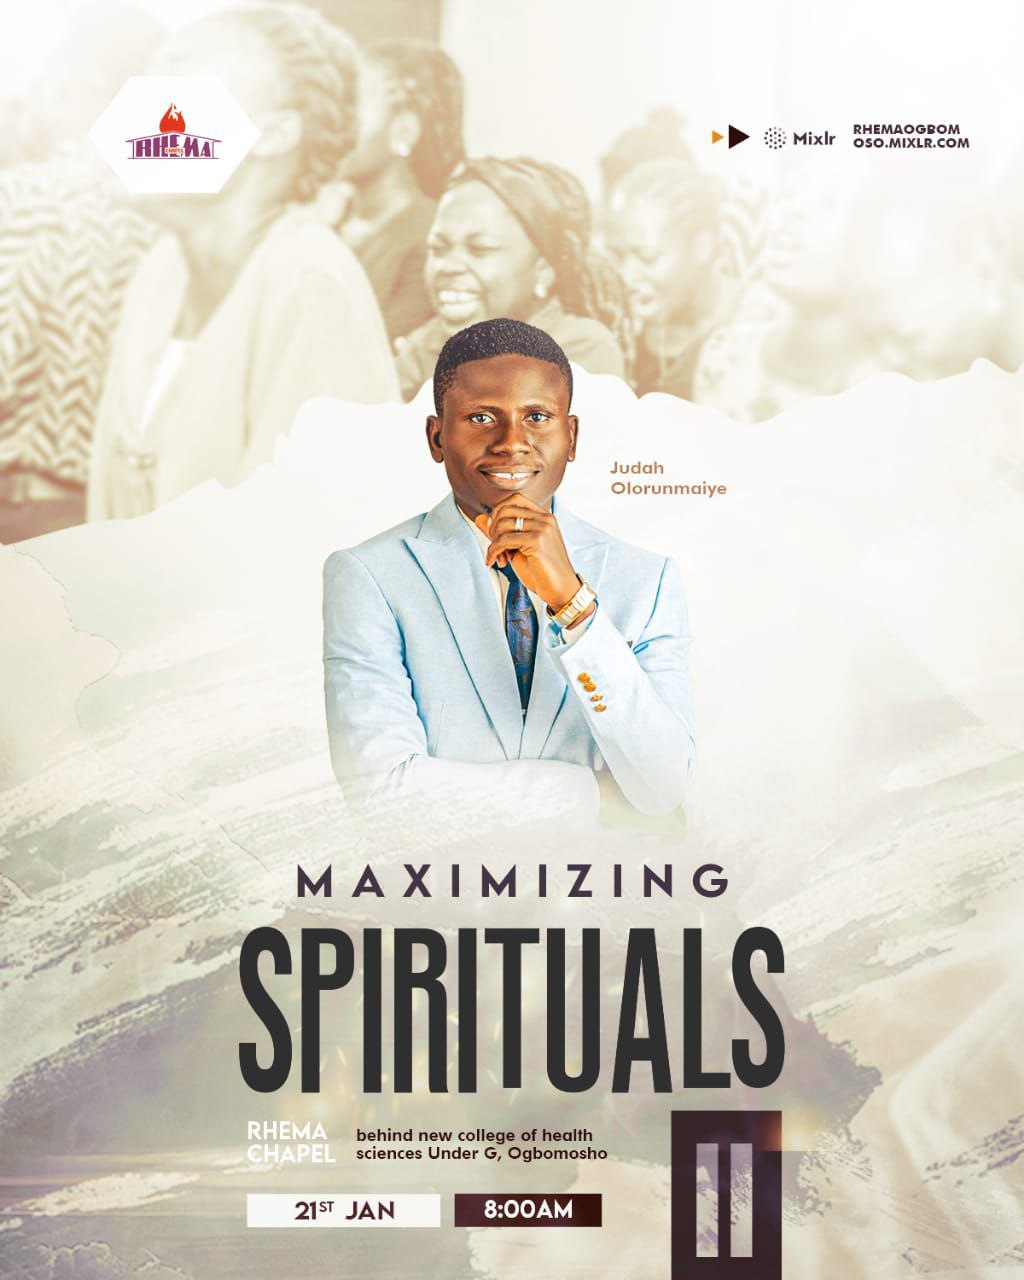 RHEMA
CHAPEL
Mixlr
RHEMAOGBOM
OSO.MIXLR.COM
Judah
Olorunmaiye
MAXIMIZING
SPIRITUALS
II
RHEMA
CHAPEL
behind new college of health
sciences Under G, Ogbomosho
21ST JAN
8:00AM